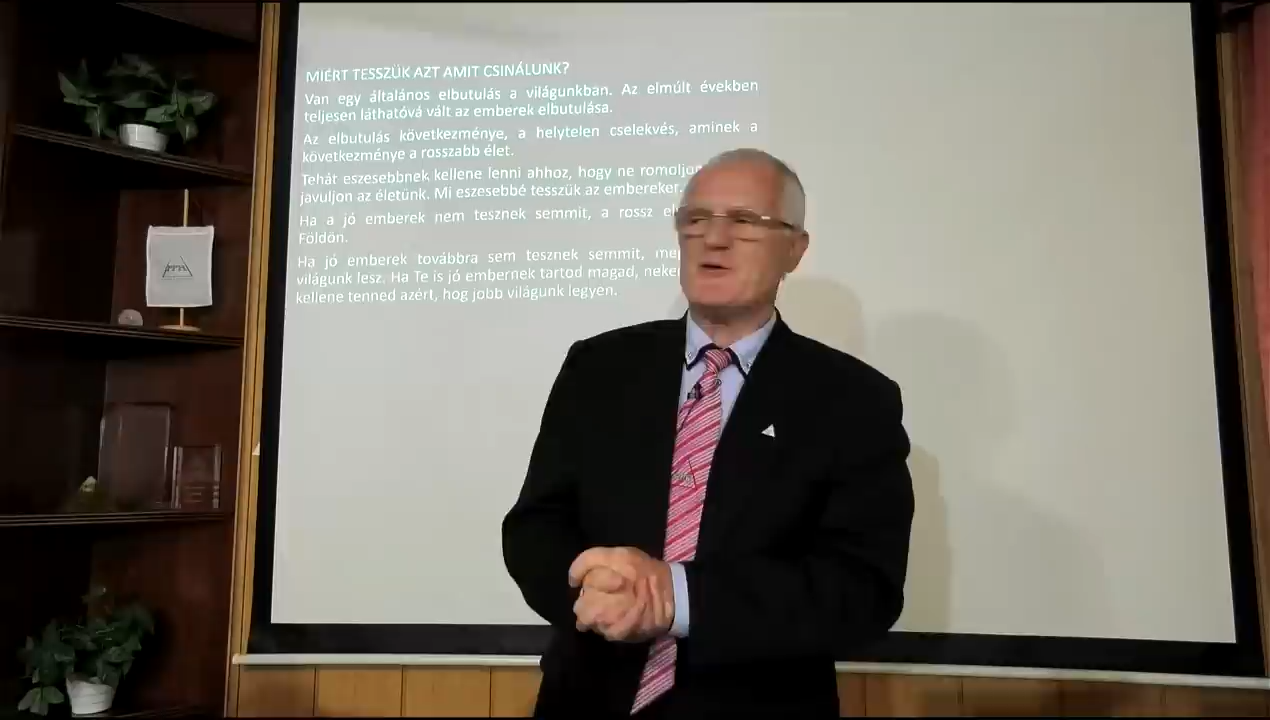 MIÉRT TESSZÜK AZT AMIT CSINÁLUNK?
Van egy általános elbutulás a világunkban. Az elmúlt években
teljesen láthatóvá vált az emberek elbutulása.
Az elbutulás következménye, a helytelen cselekvés, aminek a
következménye a rosszabb élet.
Tehát eszesebbnek kellene lenni ahhoz, hogy ne
javuljon az életünk. Mi eszesebbé tesszük az embereker.
Ha a jó emberek nem tesznek semmit, a rossz
Földön.
Ha jó emberek továbbra sem tesznek semmit,
világunk lesz. Ha Te is jó embernek tartod magad,
kellene tenned azért, hog jobb világunk legyen.